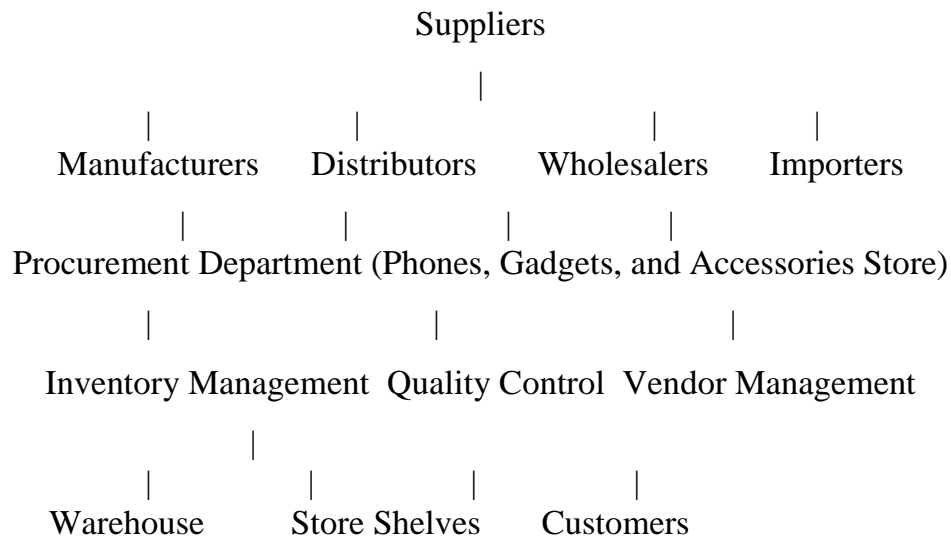 Suppliers
|
| | | |
Manufacturers Distributors Wholesalers Importers
| | | |
Procurement Department (Phones, Gadgets, and Accessories Store)
| | |
Inventory Management Quality Control Vendor Management
|
| | | |
Warehouse Store Shelves Customers